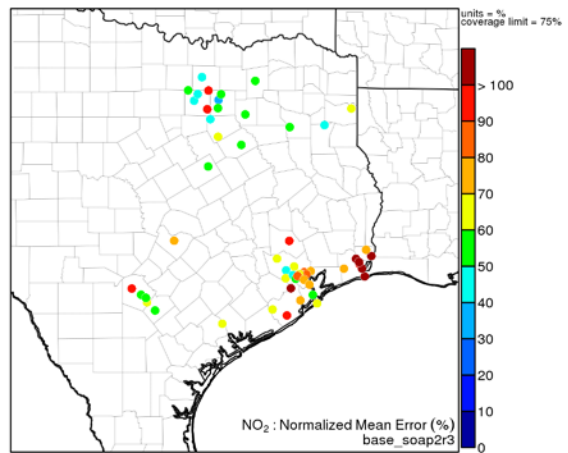 units = %
coverage limit = 75%
> 100
90
80
70
60
50
40
30
20
10
0
NO₂ : Normalized Mean Error (%)
base_soap2r3